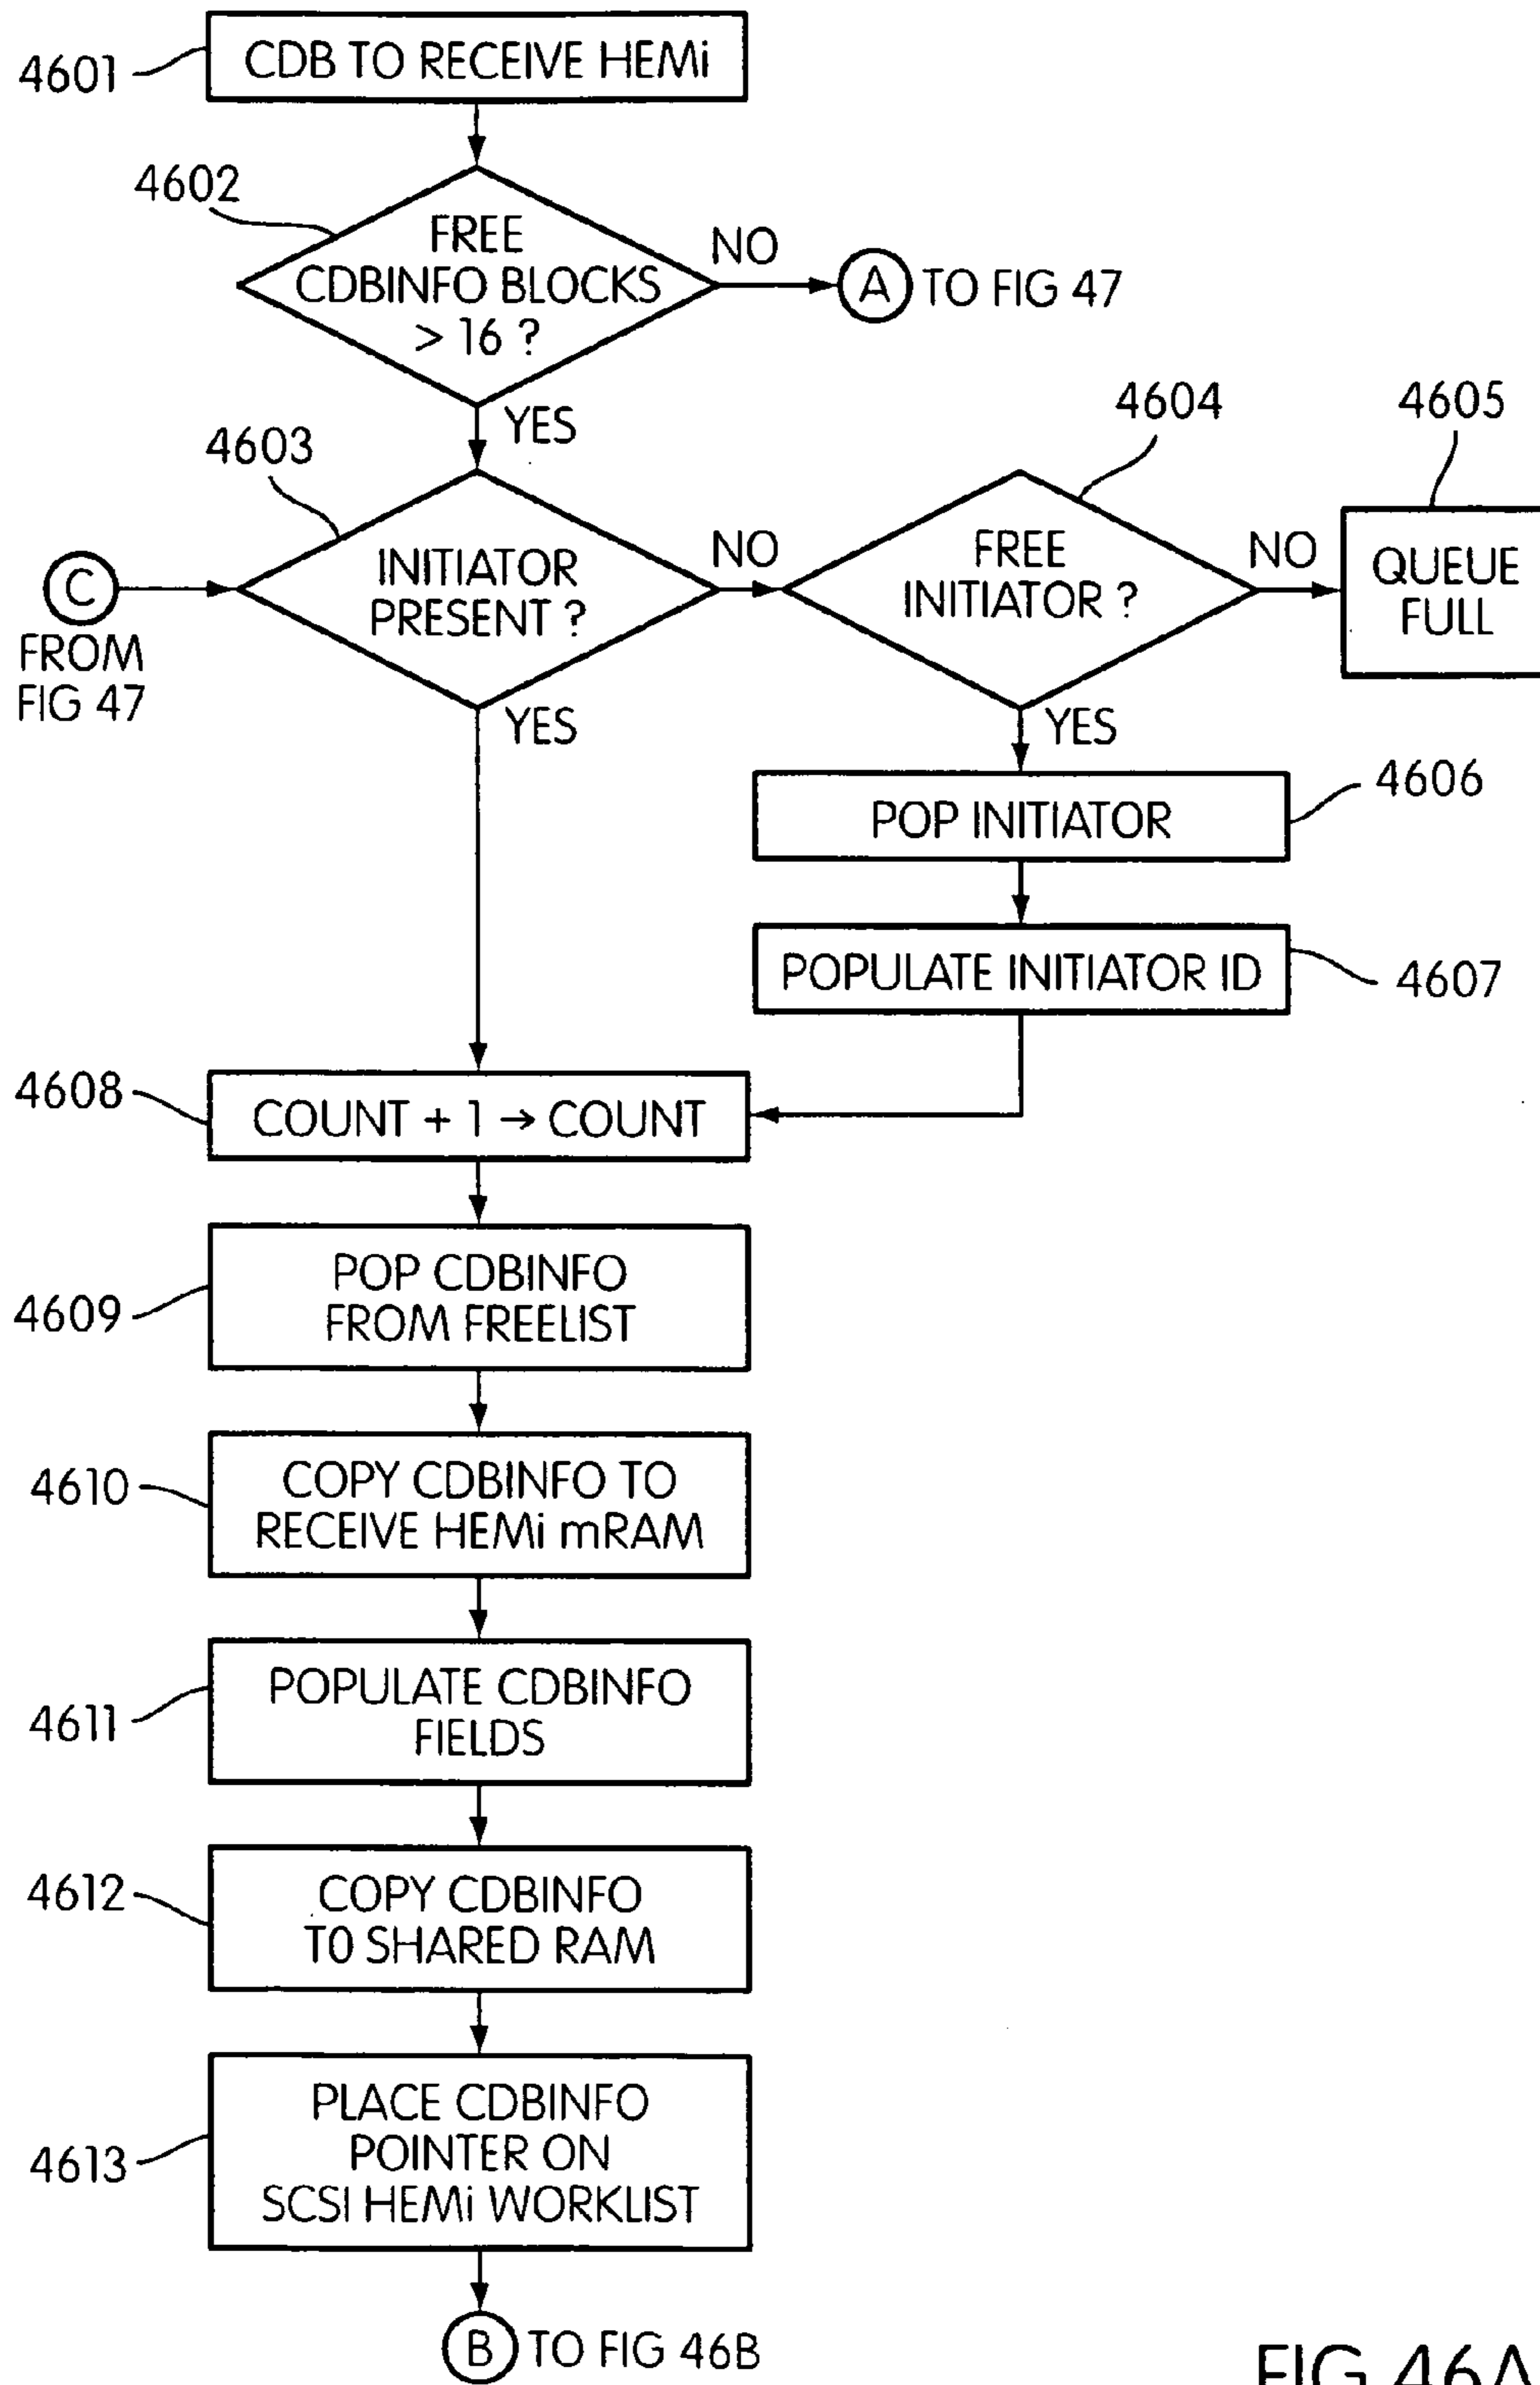 4601
CDB TO RECEIVE HEMi
4602
FREE
CDBINFO BLOCKS
> 16 ?
NO
A TO FIG 47
YES
4603
INITIATOR
PRESENT ?
C
FROM
FIG 47
NO
4604
FREE
INITIATOR ?
NO
4605
QUEUE
FULL
YES
YES
4606
POP INITIATOR
4607
POPULATE INITIATOR ID
4608
COUNT + 1 → COUNT
4609
POP CDBINFO
FROM FREELIST
4610
COPY CDBINFO TO
RECEIVE HEMi mRAM
4611
POPULATE CDBINFO
FIELDS
4612
COPY CDBINFO
T0 SHARED RAM
4613
PLACE CDBINFO
POINTER ON
SCSI HEMi WORKLIST
B TO FIG 46B
FIG 46A